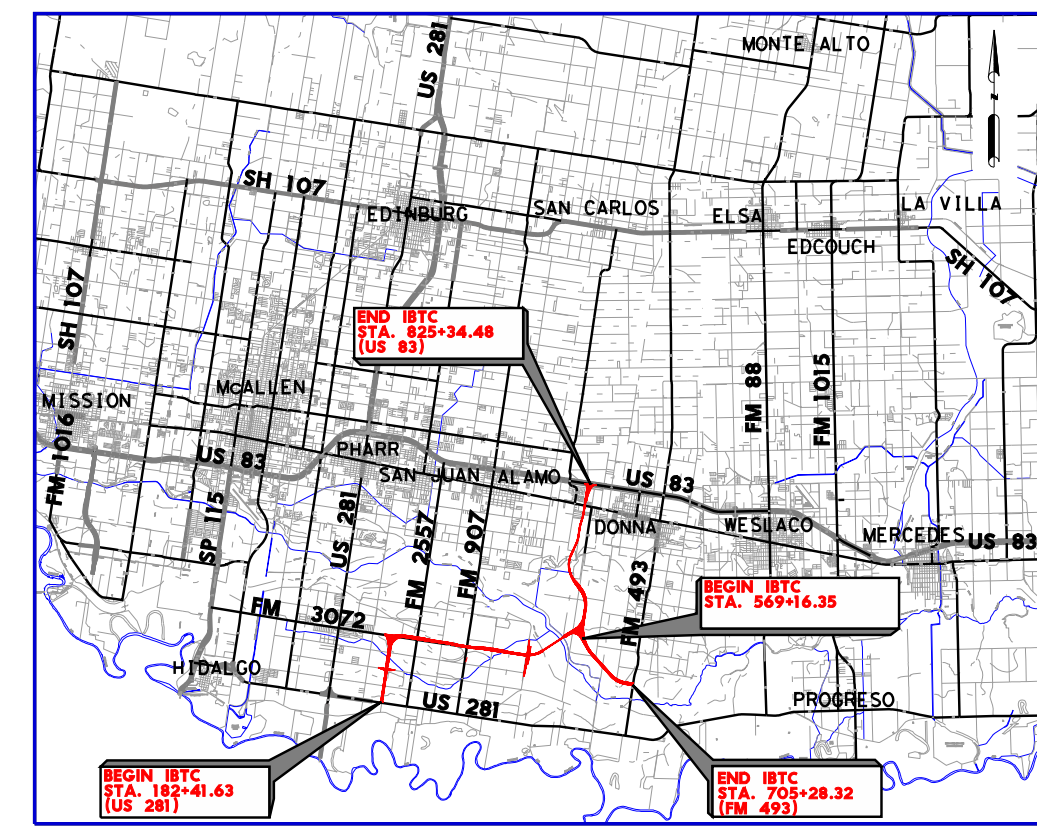 US 281
MONTE ALTO
N
SH 107
EDINBURG
SAN CARLOS
ELSA
LA VILLA
EDCOUCH
SH 107
SH 107
END IBTC
STA. 825+34.48
(US 83)
FM 88
FM 1015
McALLEN
MISSION
FM 1016
PHARR
US 83
SAN JUAN
ALAMO
US 83
SP 115
US 281
FM 2557
FM 907
DONNA
WESLACO
MERCEDES
US 83
FM 493
BEGIN IBTC
STA. 569+16.35
FM 3072
HIDALGO
US 281
PROGRESO
BEGIN IBTC
STA. 182+41.63
(US 281)
END IBTC
STA. 705+28.32
(FM 493)